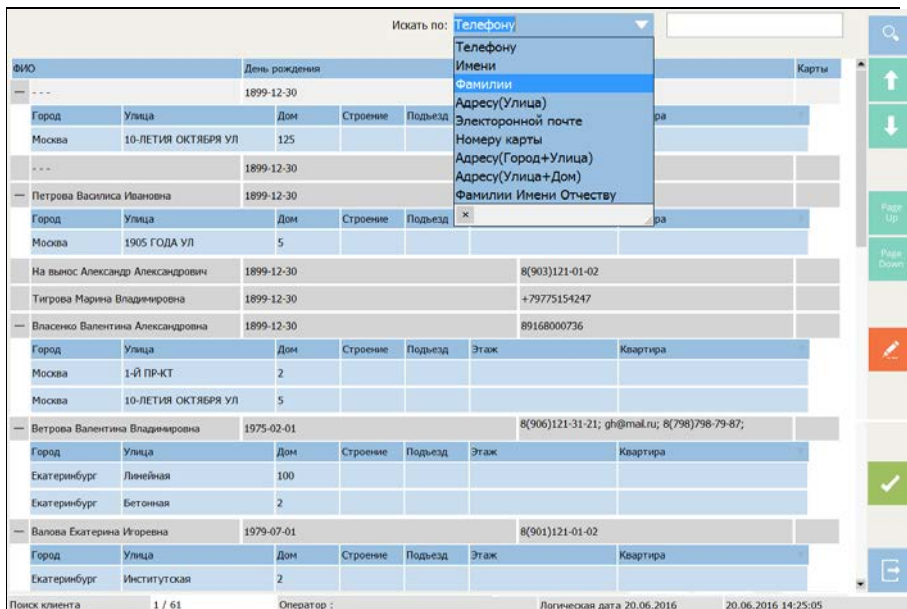 Искать по: Телефону
Телефону
Имени
Фамилии
Адресу(Улица)
Электоронной почте
Номеру карты
Адресу(Город+Улица)
Адресу(Улица+Дом)
Фамилии Имени Отчеству
×
ФИО День рождения Карты
- - - 1899-12-30
Город Улица Дом Строение Подъезд
Москва 10-ЛЕТИЯ ОКТЯБРЯ УЛ 125
- - - 1899-12-30
Петрова Василиса Ивановна 1899-12-30
Город Улица Дом Строение Подъезд
Москва 1905 ГОДА УЛ 5
На вынос Александр Александрович 1899-12-30 8(903)121-01-02
Тигрова Марина Владимировна 1899-12-30 +79775154247
Власенко Валентина Александровна 1899-12-30 89168000736
Город Улица Дом Строение Подъезд Этаж Квартира
Москва 1-Й ПР-КТ 2
Москва 10-ЛЕТИЯ ОКТЯБРЯ УЛ 5
Ветрова Валентина Владимировна 1975-02-01 8(906)121-31-21; gh@mail.ru; 8(798)798-79-87;
Город Улица Дом Строение Подъезд Этаж Квартира
Екатеринбург Линейная 100
Екатеринбург Бетонная 2
Валова Екатерина Игоревна 1979-07-01 8(901)121-01-02
Город Улица Дом Строение Подъезд Этаж Квартира
Екатеринбург Институтская 2
Page
Up
Page
Down
Поиск клиента 1 / 61 Оператор : Логическая дата 20.06.2016 20.06.2016 14:25:05